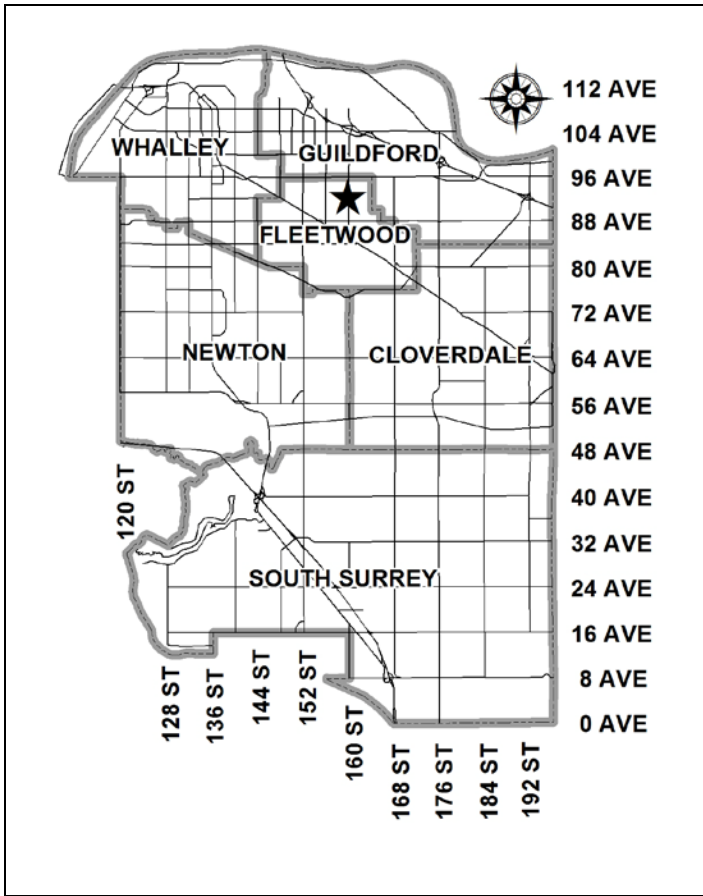 112 AVE
104 AVE
WHALLEY
GUILDFORD
96 AVE
88 AVE
FLEETWOOD
80 AVE
72 AVE
NEWTON
CLOVERDALE
64 AVE
56 AVE
48 AVE
120 ST
40 AVE
32 AVE
SOUTH SURREY
24 AVE
16 AVE
8 AVE
0 AVE
128 ST
136 ST
144 ST
152 ST
160 ST
168 ST
176 ST
184 ST
192 ST